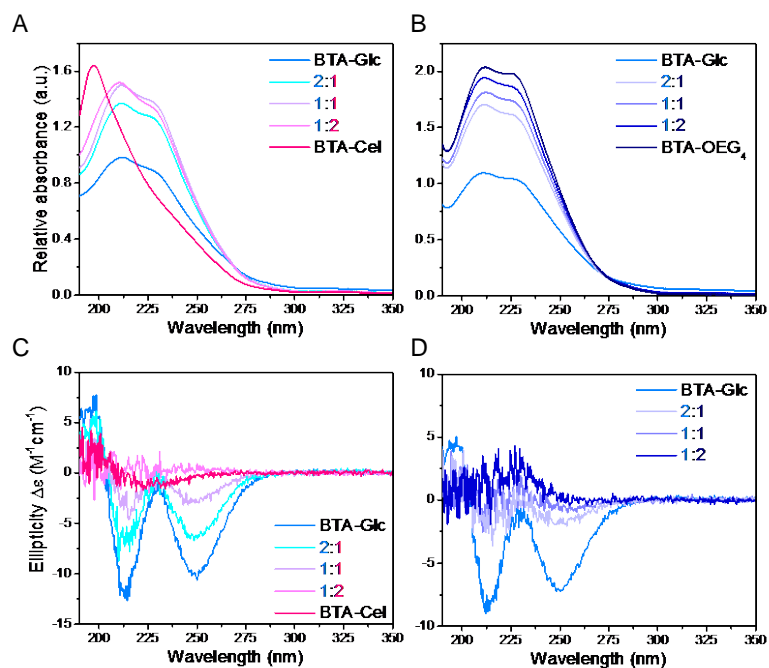 A
Relative absorbance (a.u.)
1.6
1.2
0.8
0.4
0.0
BTA-Glc
2:1
1:1
1:2
BTA-Cel
200 225 250 275 300 325 350
Wavelength (nm)
B
2.0
1.5
1.0
0.5
0.0
BTA-Glc
2:1
1:1
1:2
BTA-OEG₄
200 225 250 275 300 325 350
Wavelength (nm)
C
Ellipticity Δε (M⁻¹ cm⁻¹)
10
5
0
-5
-10
-15
BTA-Glc
2:1
1:1
1:2
BTA-Cel
200 225 250 275 300 325 350
Wavelength (nm)
D
10
5
0
-5
-10
BTA-Glc
2:1
1:1
1:2
200 225 250 275 300 325 350
Wavelength (nm)